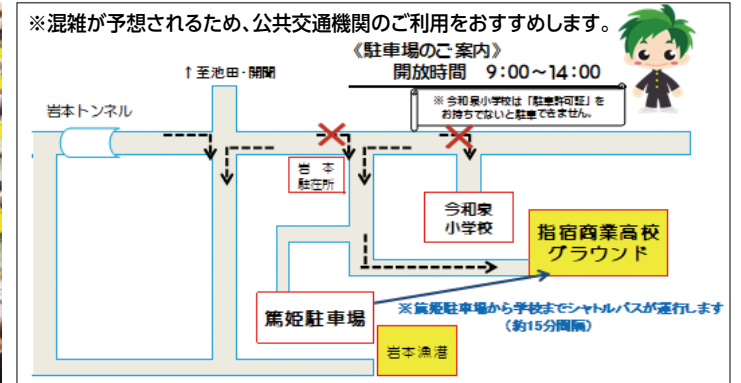 ※混雑が予想されるため、公共交通機関のご利用をおすすめします。
《駐車場のご案内》
開放時間 9:00～14:00
↑至池田・開聞
※ 今和泉小学校は「駐車許可証」を
お持ちでないと駐車できません。
岩本トンネル
岩 本
駐在所
今和泉
小学校
指宿商業高校
グラウンド
篤姫駐車場
※篤姫駐車場から学校までシャトルバスが運行します
（約15分間隔）
岩本漁港